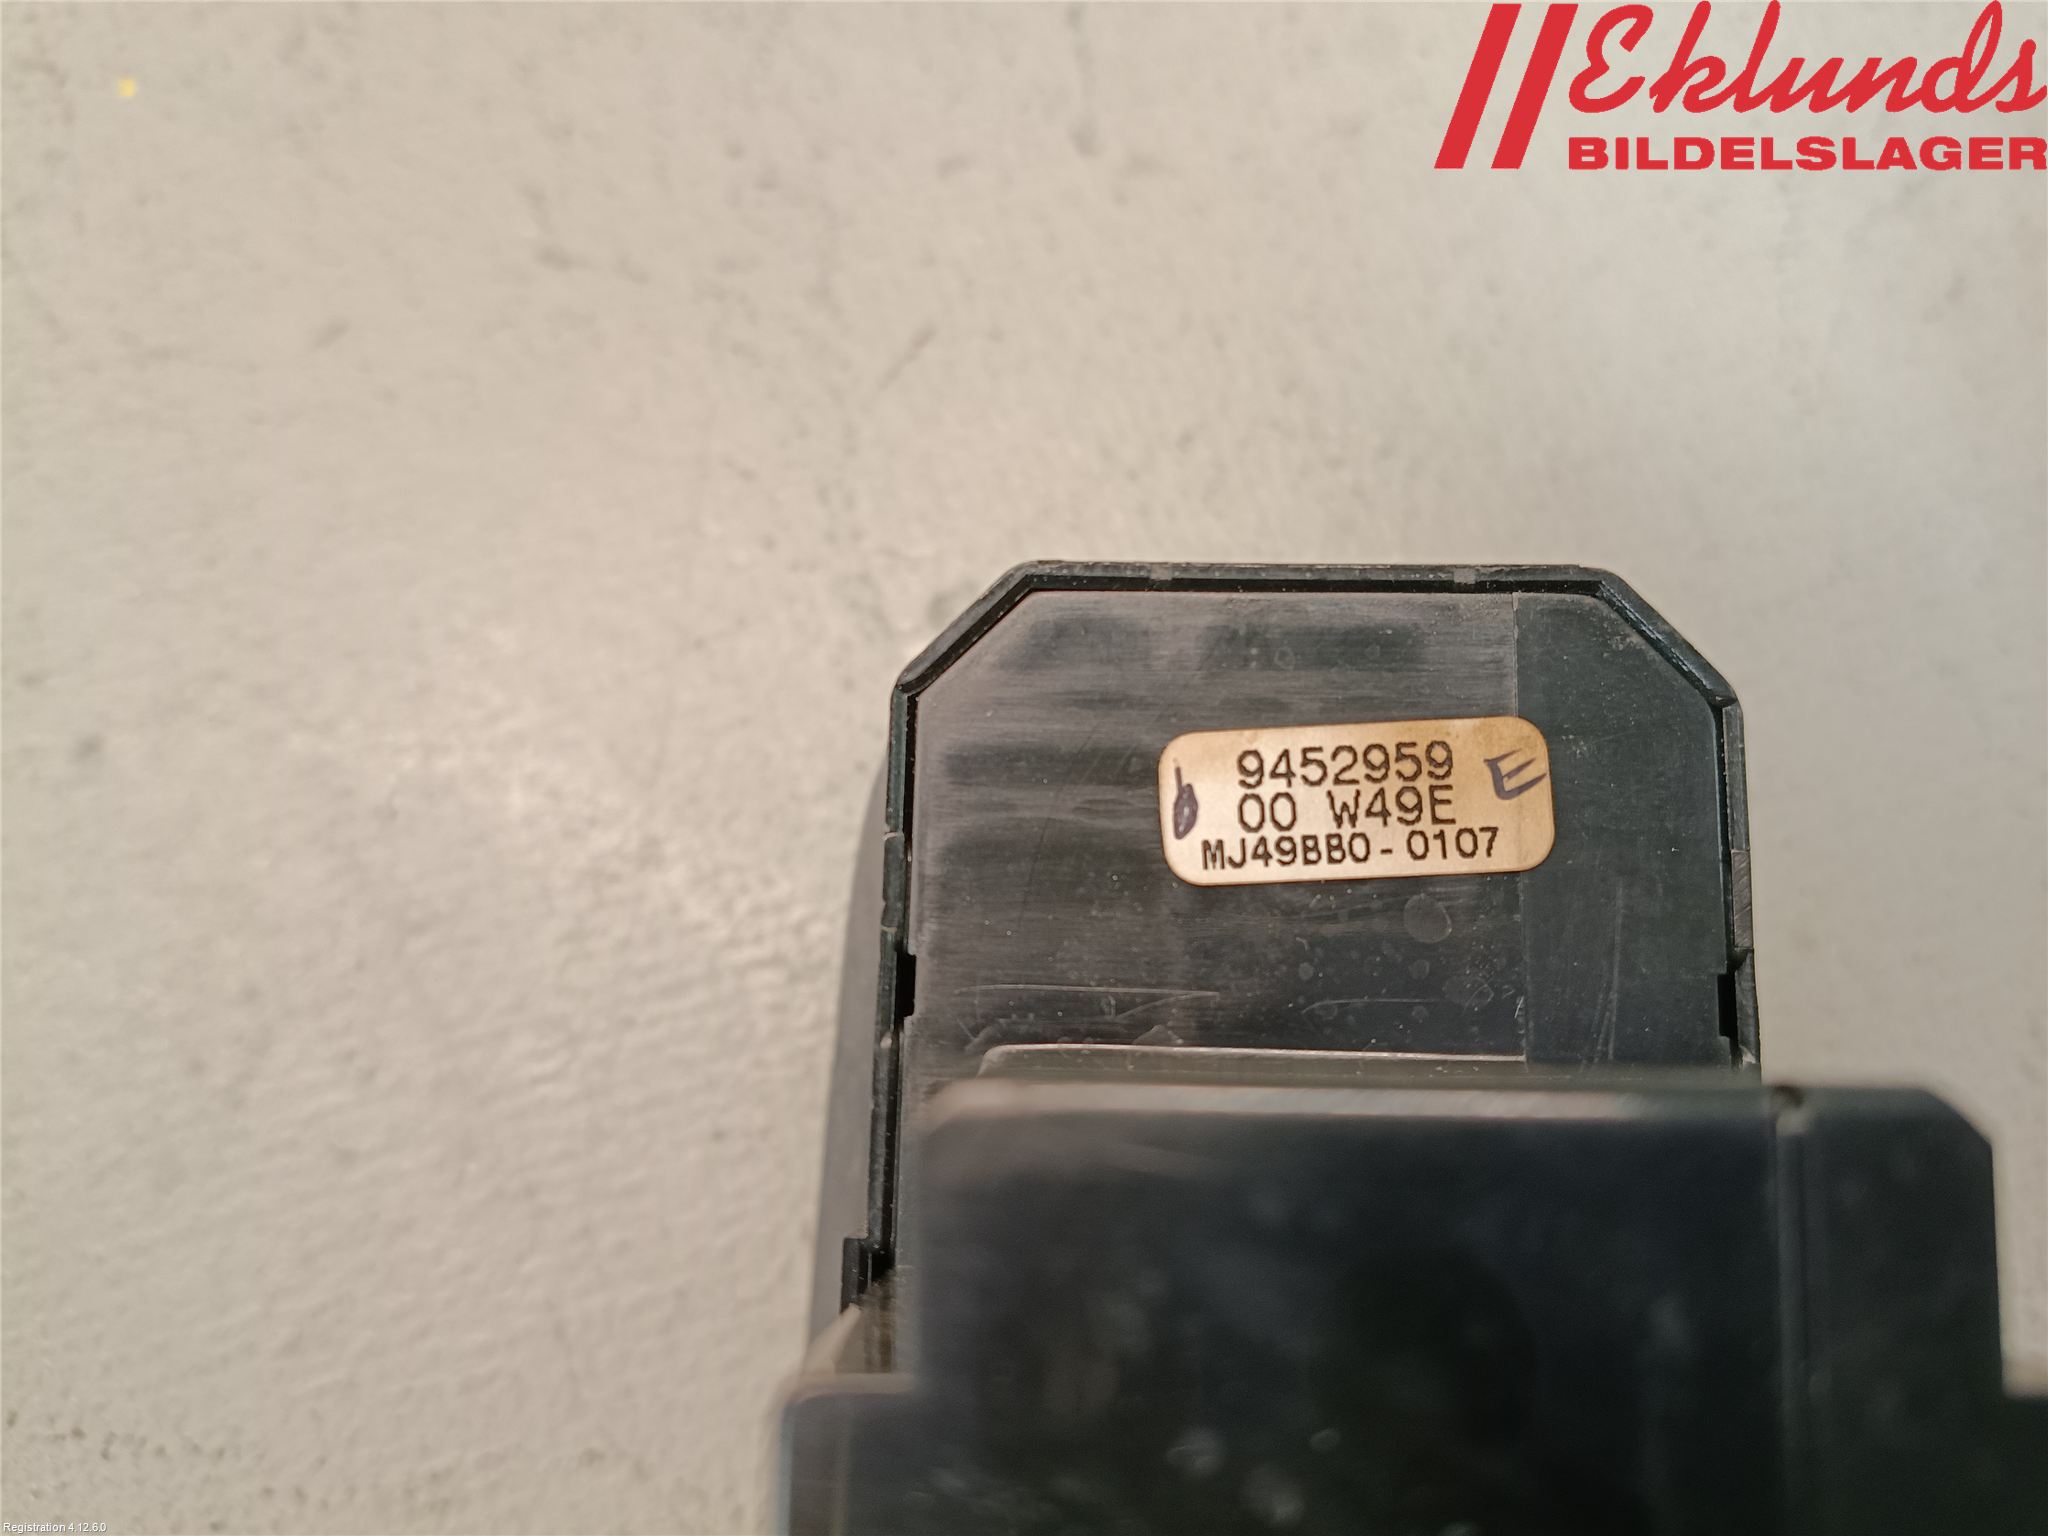 Eklunds
BILDELSLAGER
9452959
00 W49E
MJ49BB0-0107
E
Registration 4.12.6.0